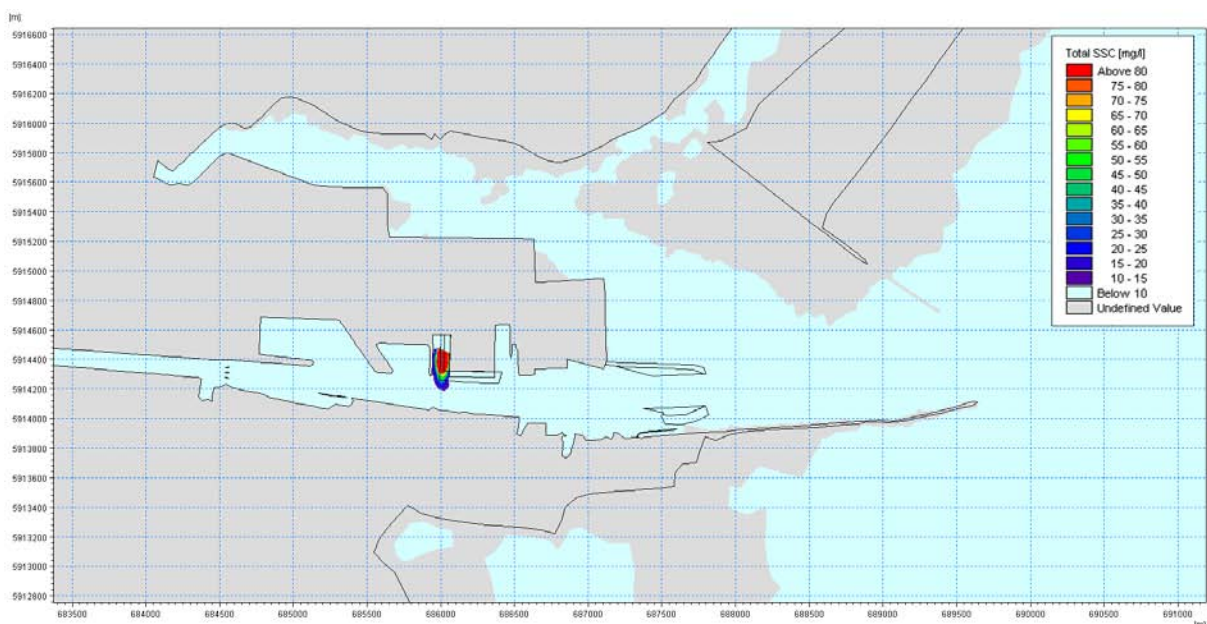 [m]
5916600
5916400
5916200
5916000
5915800
5915600
5915400
5915200
5915000
5914800
5914600
5914400
5914200
5914000
5913800
5913600
5913400
5913200
5913000
5912800
Total SSC [mg/l]
Above 80
75 - 80
70 - 75
65 - 70
60 - 65
55 - 60
50 - 55
45 - 50
40 - 45
35 - 40
30 - 35
25 - 30
20 - 25
15 - 20
10 - 15
Below 10
Undefined Value
683500 684000 684500 685000 685500 686000 686500 687000 687500 688000 688500 689000 689500 690000 690500 691000
[m]